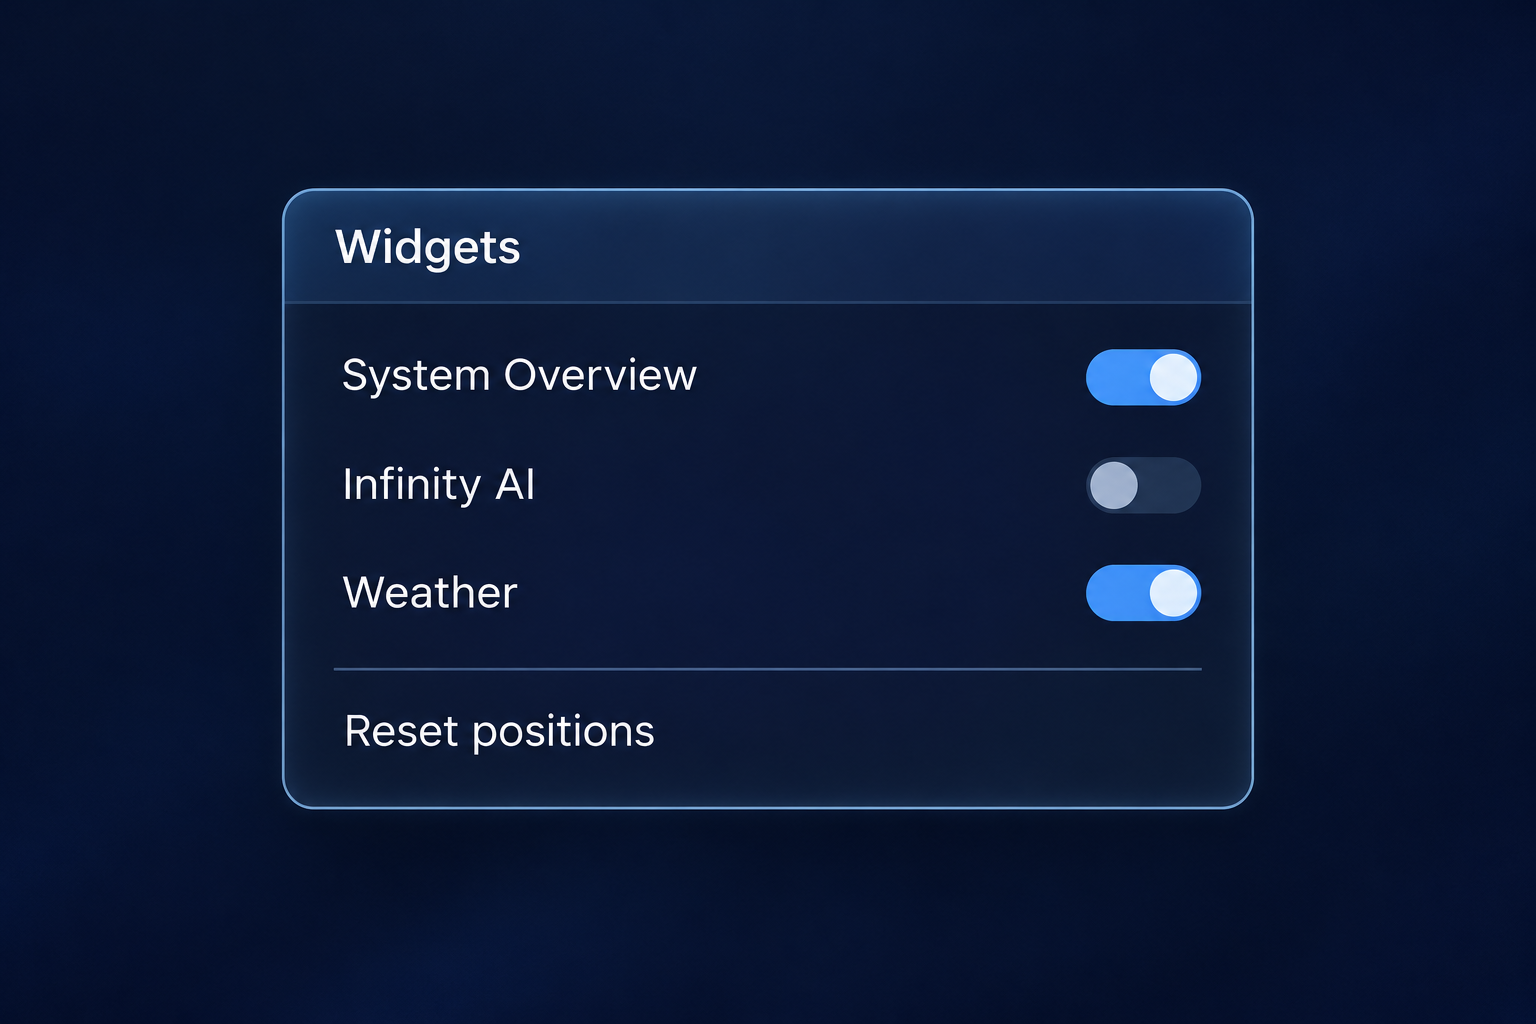 Widgets
System Overview
Infinity AI
Weather
Reset positions